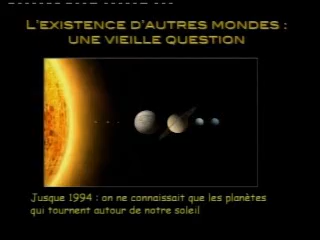 L'EXISTENCE D'AUTRES MONDES :
UNE VIEILLE QUESTION
Jusque 1994 : on ne connaissait que les planètes
qui tournent autour de notre soleil